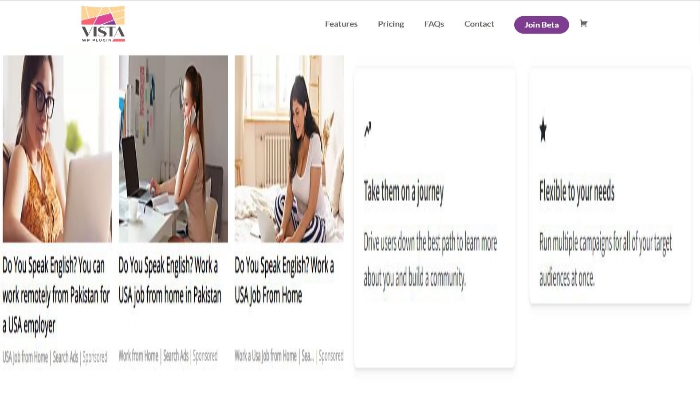 VISTA
WP PLUGIN
Features Pricing FAQs Contact Join Beta
Do You Speak English? You can
work remotely from Pakistan for
a USA employer
USA Job from Home | Search Ads | Sponsored
Do You Speak English? Work a
USA job from home in Pakistan
Work from Home | Search Ads | Sponsored
Do You Speak English? Work a
USA Job From Home
Work a Usa Job from Home | Sea... | Sponsored
Take them on a journey
Drive users down the best path to learn more
about you and build a community.
Flexible to your needs
Run multiple campaigns for all of your target
audiences at once.